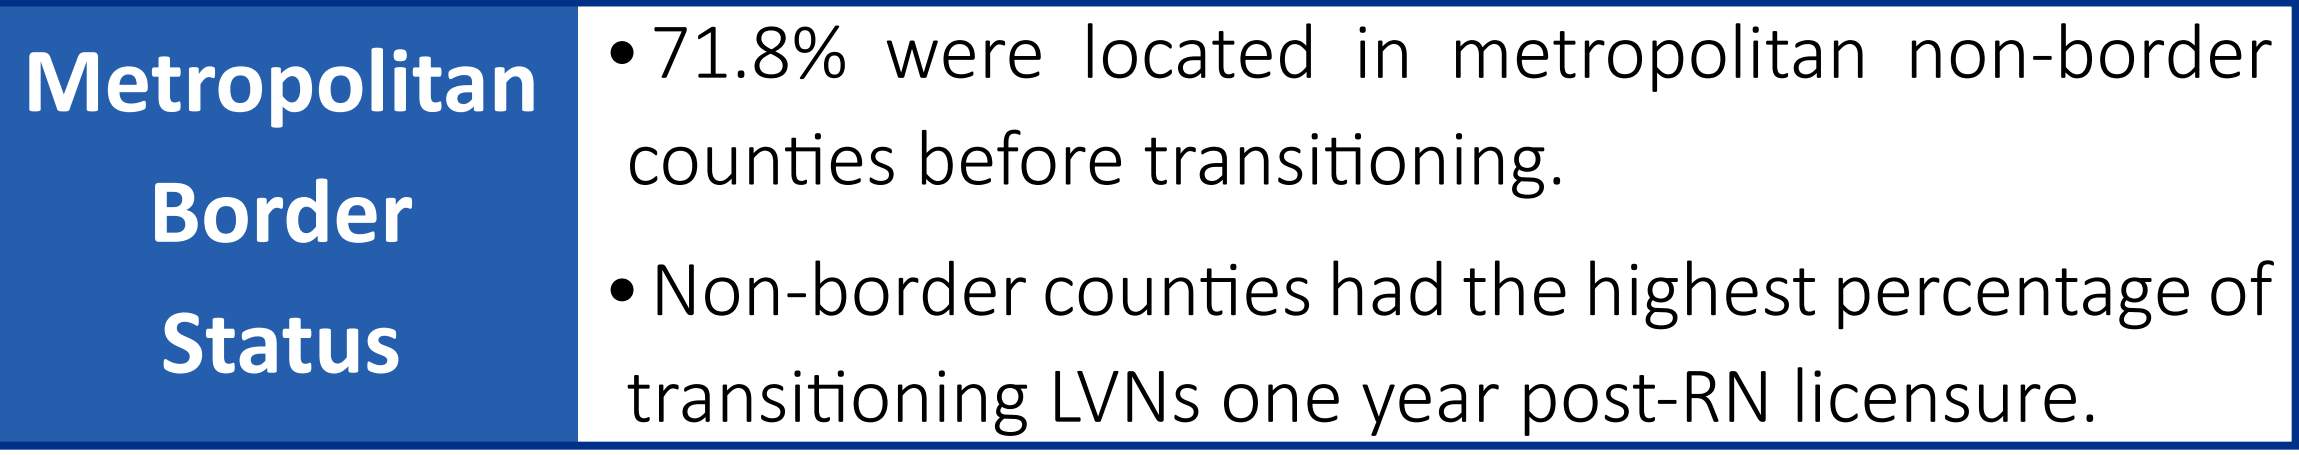 Metropolitan
Border
Status
• 71.8% were located in metropolitan non-border
counties before transitioning.
• Non-border counties had the highest percentage of
transitioning LVNs one year post-RN licensure.